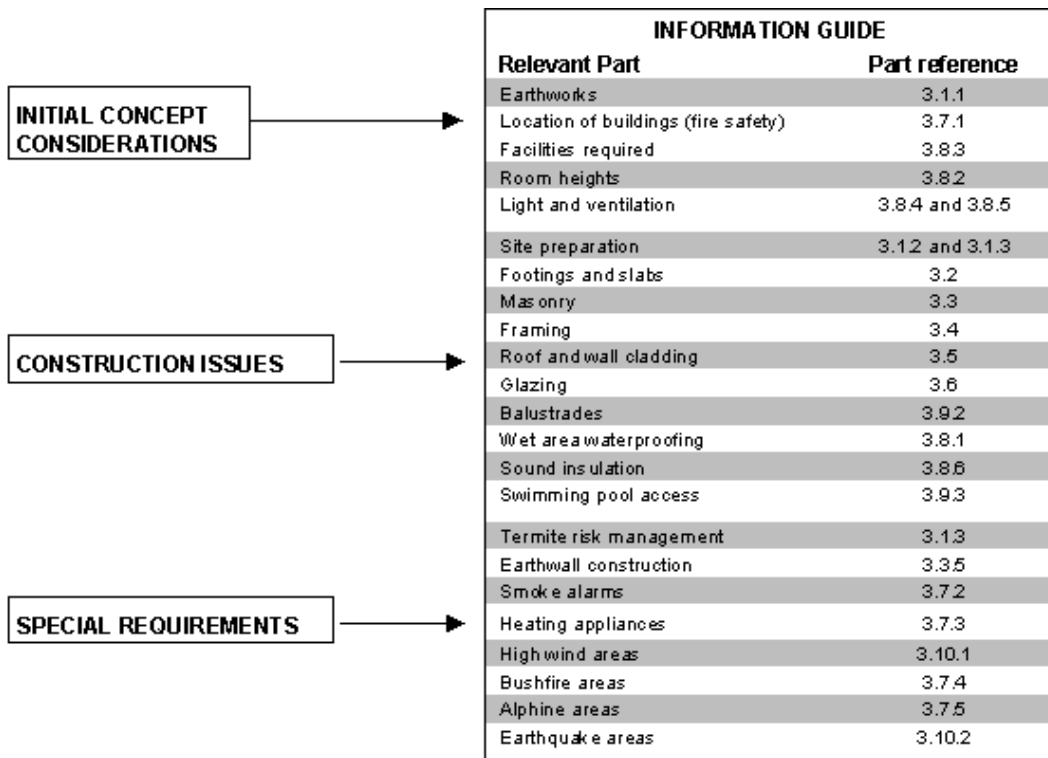 INFORMATION GUIDE
Relevant Part Part reference
INITIAL CONCEPT
CONSIDERATIONS
Earthworks 3.1.1
Location of buildings (fire safety) 3.7.1
Facilities required 3.8.3
Room heights 3.8.2
Light and ventilation 3.8.4 and 3.8.5
CONSTRUCTION ISSUES
Site preparation 3.1.2 and 3.1.3
Footings and slabs 3.2
Masonry 3.3
Framing 3.4
Roof and wall cladding 3.5
Glazing 3.6
Balustrades 3.9.2
Wet area waterproofing 3.8.1
Sound insulation 3.8.6
Swimming pool access 3.9.3
SPECIAL REQUIREMENTS
Termite risk management 3.1.3
Earthwall construction 3.3.5
Smoke alarms 3.7.2
Heating appliances 3.7.3
High wind areas 3.10.1
Bushfire areas 3.7.4
Alphine areas 3.7.5
Earthquake areas 3.10.2